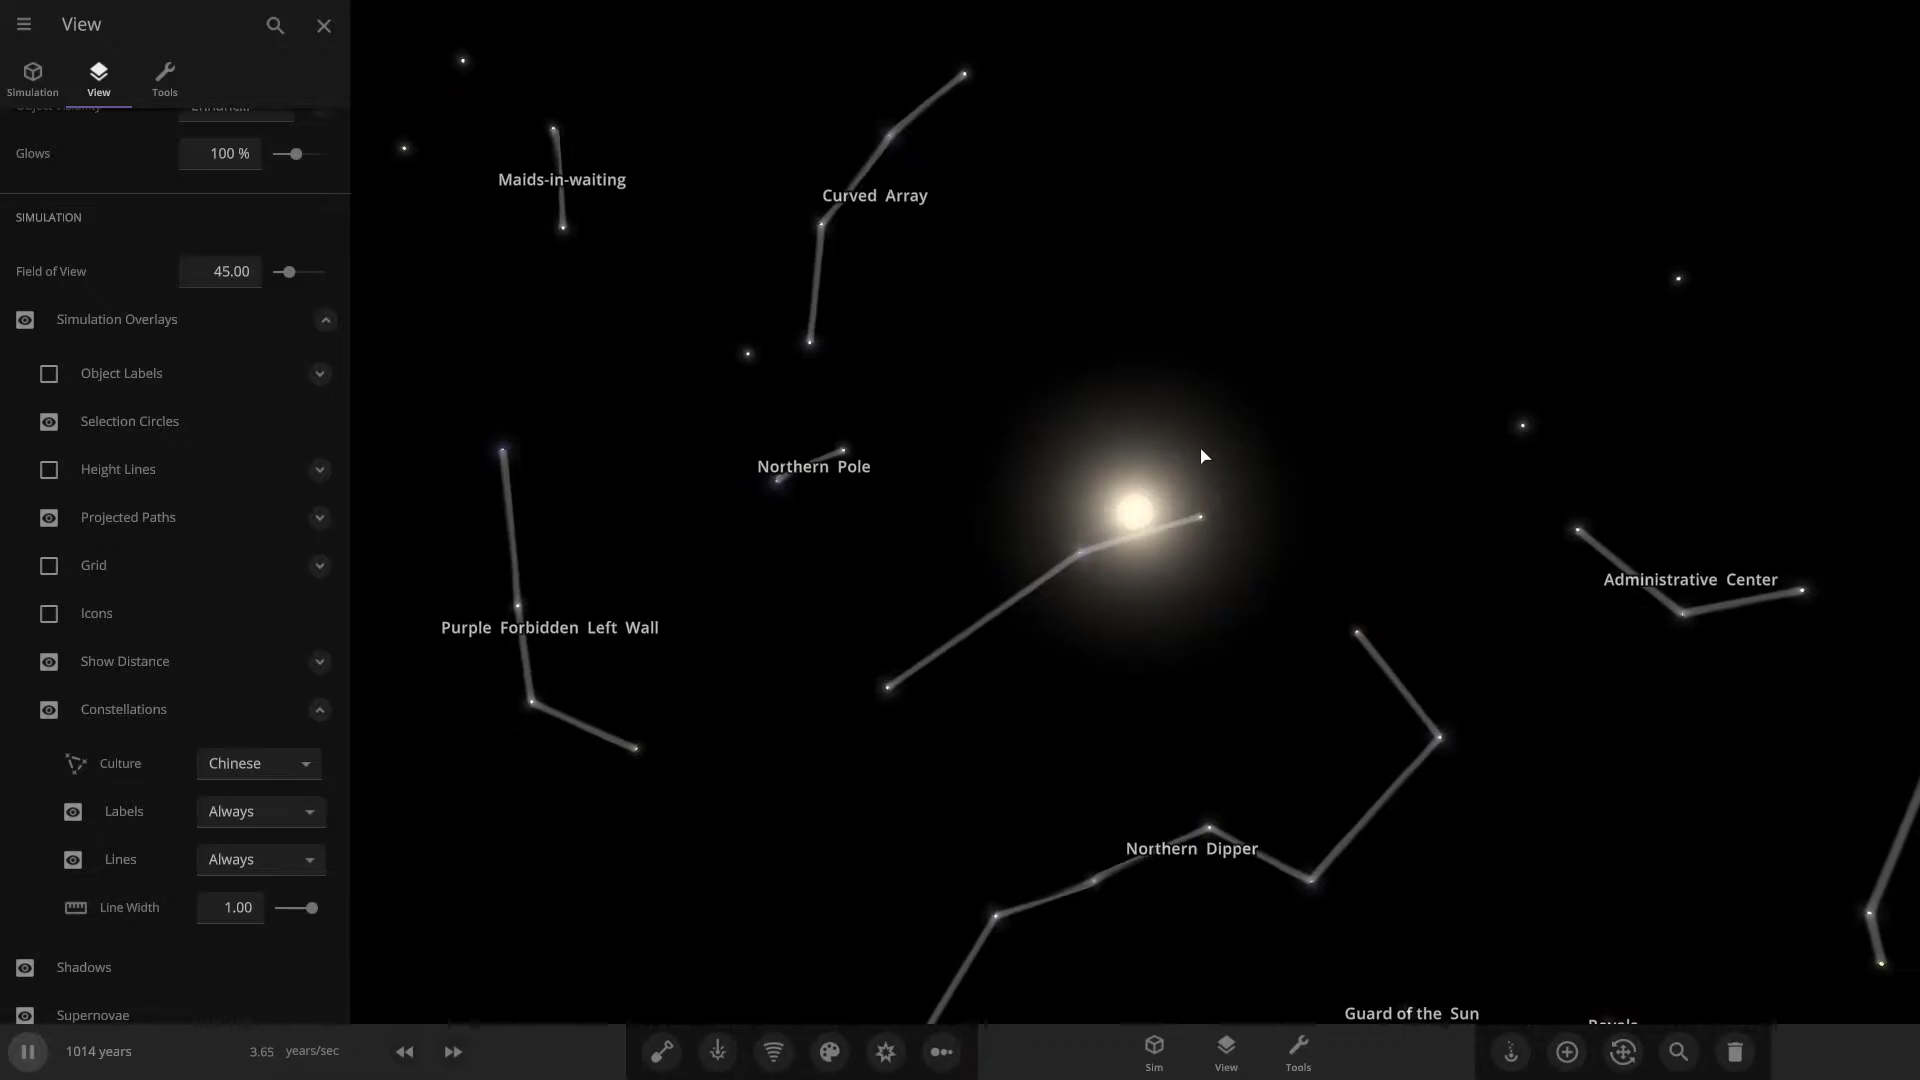 View
Simulation
View
Tools
Glows
100 %
SIMULATION
Field of View
45.00
Simulation Overlays
Object Labels
Selection Circles
Height Lines
Projected Paths
Grid
Icons
Show Distance
Constellations
Culture
Chinese
Labels
Always
Lines
Always
Line Width
1.00
Shadows
Supernovae
Maids-in-waiting
Curved Array
Northern Pole
Purple Forbidden Left Wall
Administrative Center
Northern Dipper
Guard of the Sun
1014 years
3.65 years/sec
Sim
View
Tools